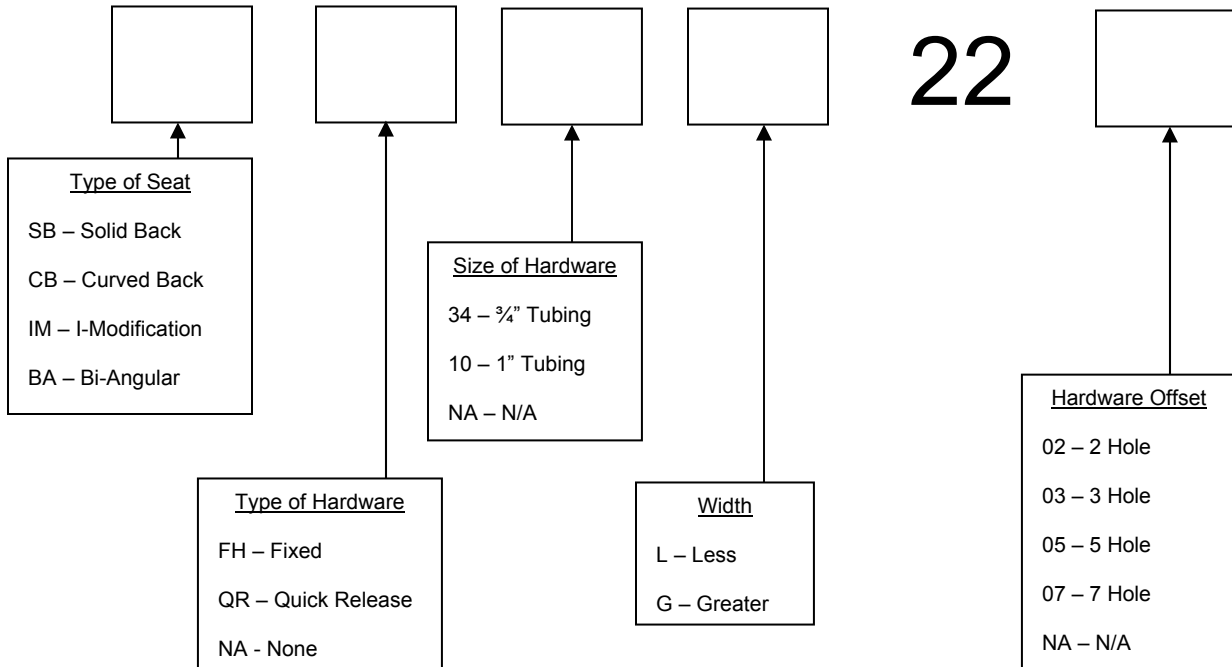 22
Type of Seat
SB – Solid Back
CB – Curved Back
IM – I-Modification
BA – Bi-Angular
Type of Hardware
FH – Fixed
QR – Quick Release
NA - None
Size of Hardware
34 – ¾” Tubing
10 – 1” Tubing
NA – N/A
Width
L – Less
G – Greater
Hardware Offset
02 – 2 Hole
03 – 3 Hole
05 – 5 Hole
07 – 7 Hole
NA – N/A